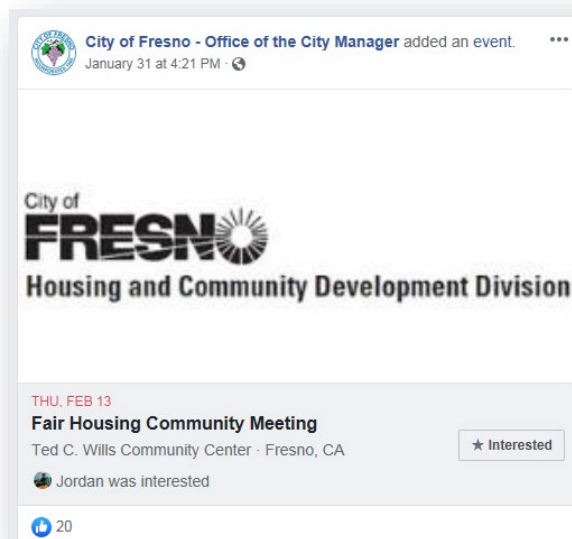 City of Fresno - Office of the City Manager added an event.
January 31 at 4:21 PM ·
City of
FRESNO
Housing and Community Development Division
THU, FEB 13
Fair Housing Community Meeting
Ted C. Wills Community Center · Fresno, CA
★ Interested
Jordan was interested
20